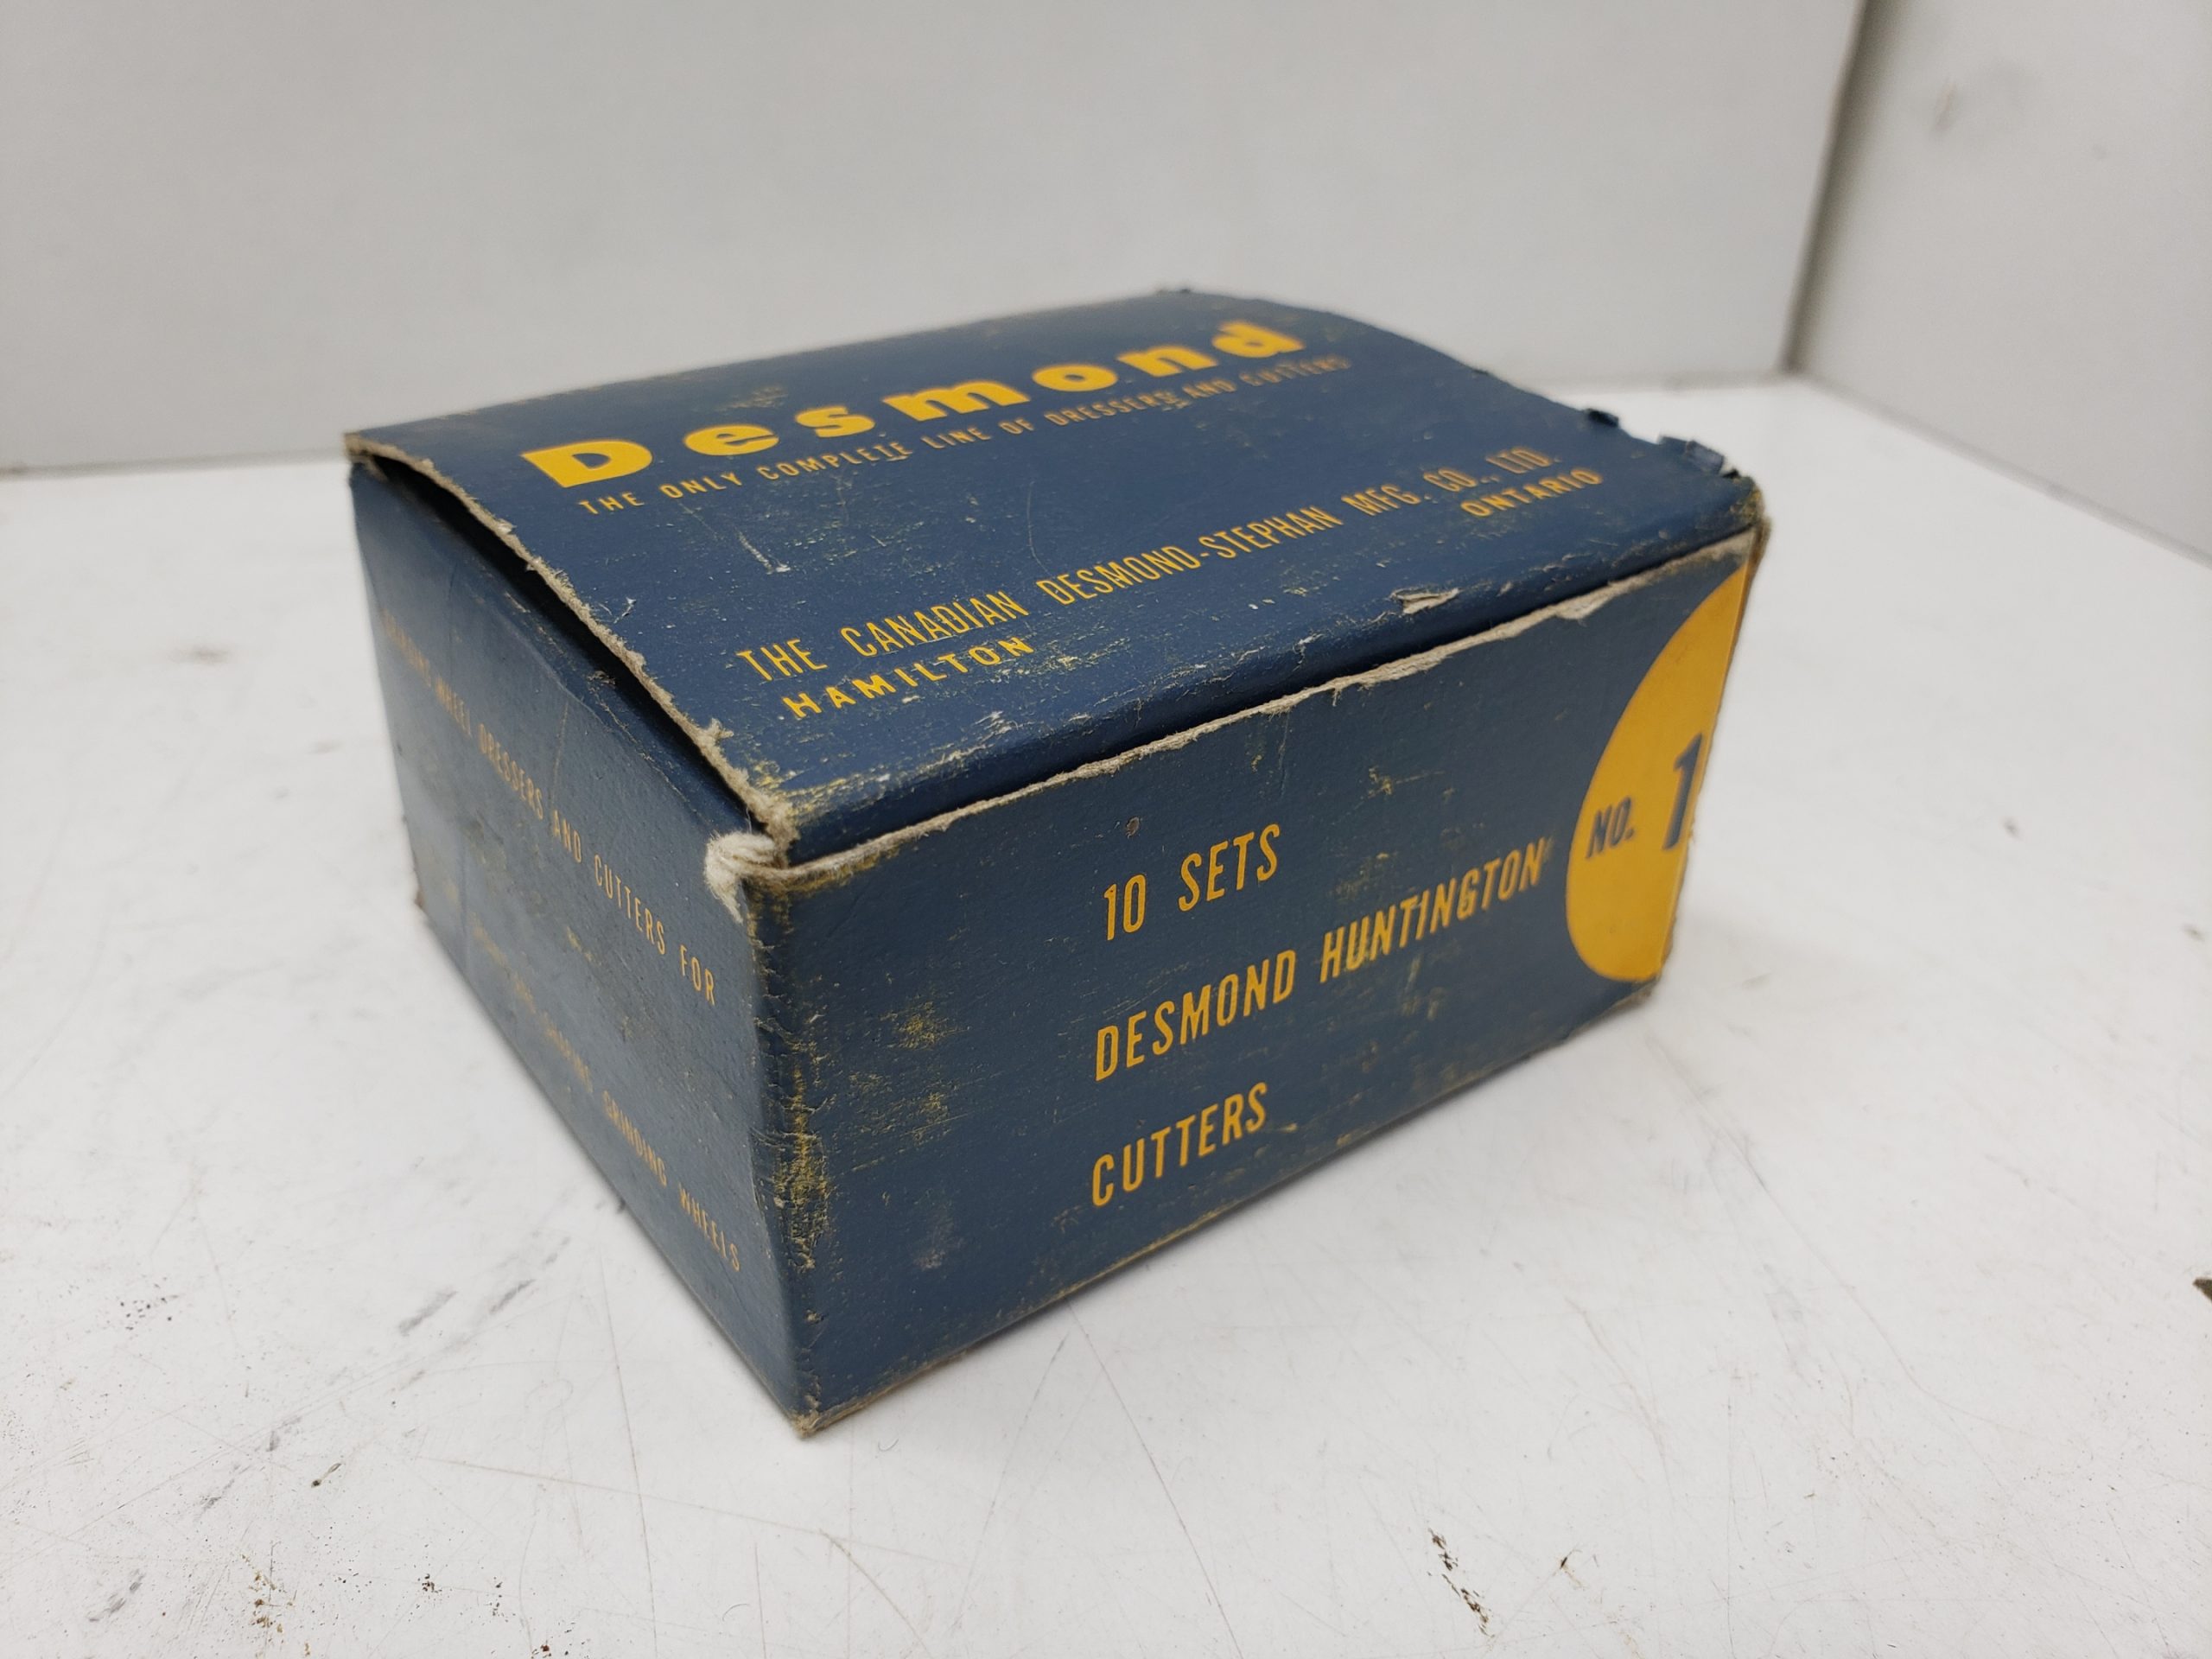 Desmond
THE ONLY COMPLETE LINE OF DRESSERS AND CUTTERS
THE CANADIAN DESMOND-STEPHAN MFG. CO., LTD.
HAMILTON ONTARIO
10 SETS
DESMOND HUNTINGTON
CUTTERS
NO. 1
WHEEL DRESSERS AND CUTTERS FOR
GRINDING WHEELS